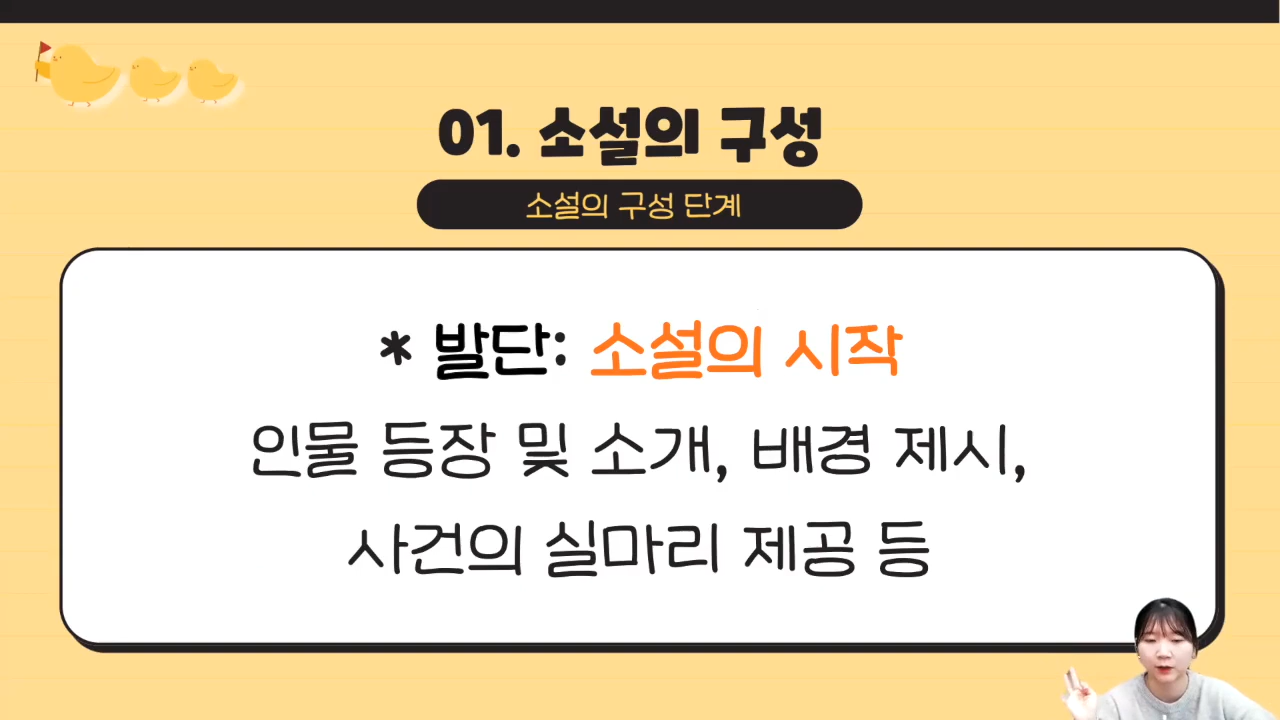 01. 소설의 구성
소설의 구성 단계
* 발단: 소설의 시작
인물 등장 및 소개, 배경 제시,
사건의 실마리 제공 등